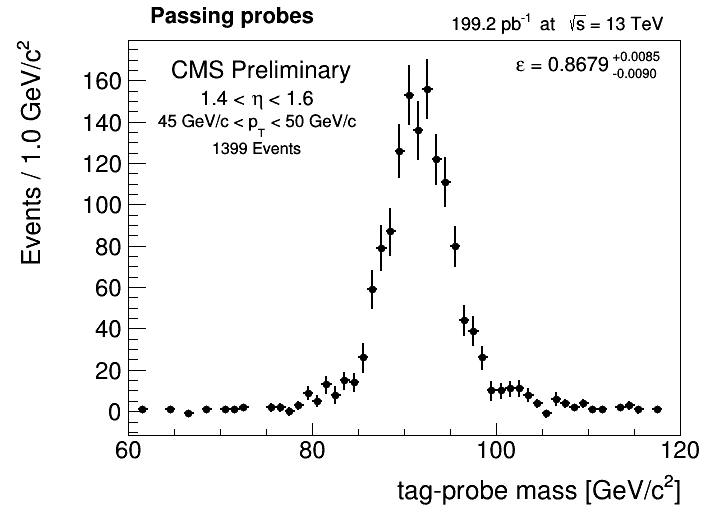 Passing probes
199.2 pb⁻¹ at √s = 13 TeV
CMS Preliminary
1.4 < η < 1.6
45 GeV/c < p_T < 50 GeV/c
1399 Events
ε = 0.8679 +0.0085 -0.0090
Events / 1.0 GeV/c²
160
140
120
100
80
60
40
20
0
60 80 100 120
tag-probe mass [GeV/c²]